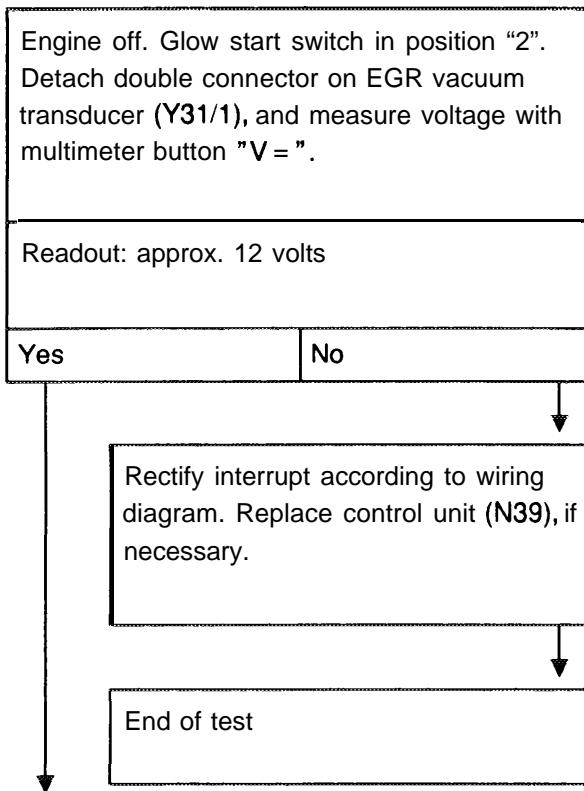 Engine off. Glow start switch in position “2”.
Detach double connector on EGR vacuum
transducer (Y31/1), and measure voltage with
multimeter button ”V = ”.
Readout: approx. 12 volts
Yes
No
Rectify interrupt according to wiring
diagram. Replace control unit (N39), if
necessary.
End of test